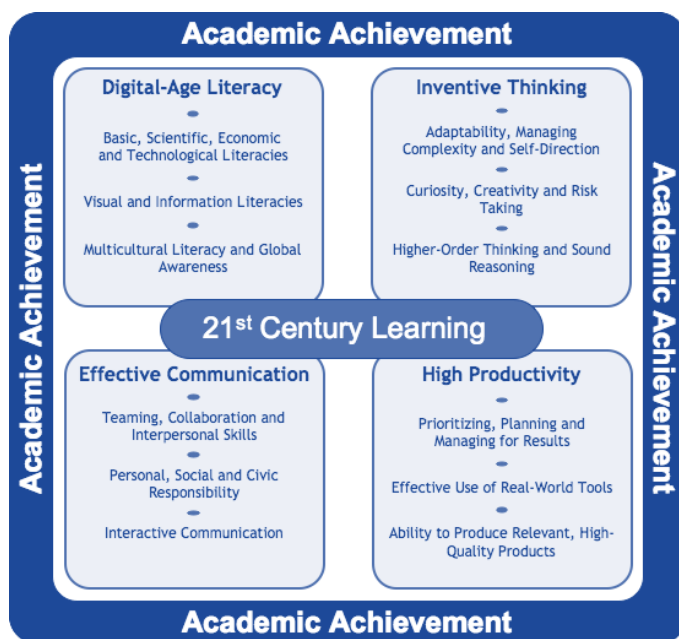 Academic Achievement
Academic Achievement
Digital-Age Literacy
Basic, Scientific, Economic
and Technological Literacies
Visual and Information Literacies
Multicultural Literacy and Global
Awareness
Inventive Thinking
Adaptability, Managing
Complexity and Self-Direction
Curiosity, Creativity and Risk
Taking
Higher-Order Thinking and Sound
Reasoning
Academic Achievement
21st Century Learning
Effective Communication
Teaming, Collaboration and
Interpersonal Skills
Personal, Social and Civic
Responsibility
Interactive Communication
High Productivity
Prioritizing, Planning and
Managing for Results
Effective Use of Real-World Tools
Ability to Produce Relevant, High-
Quality Products
Academic Achievement